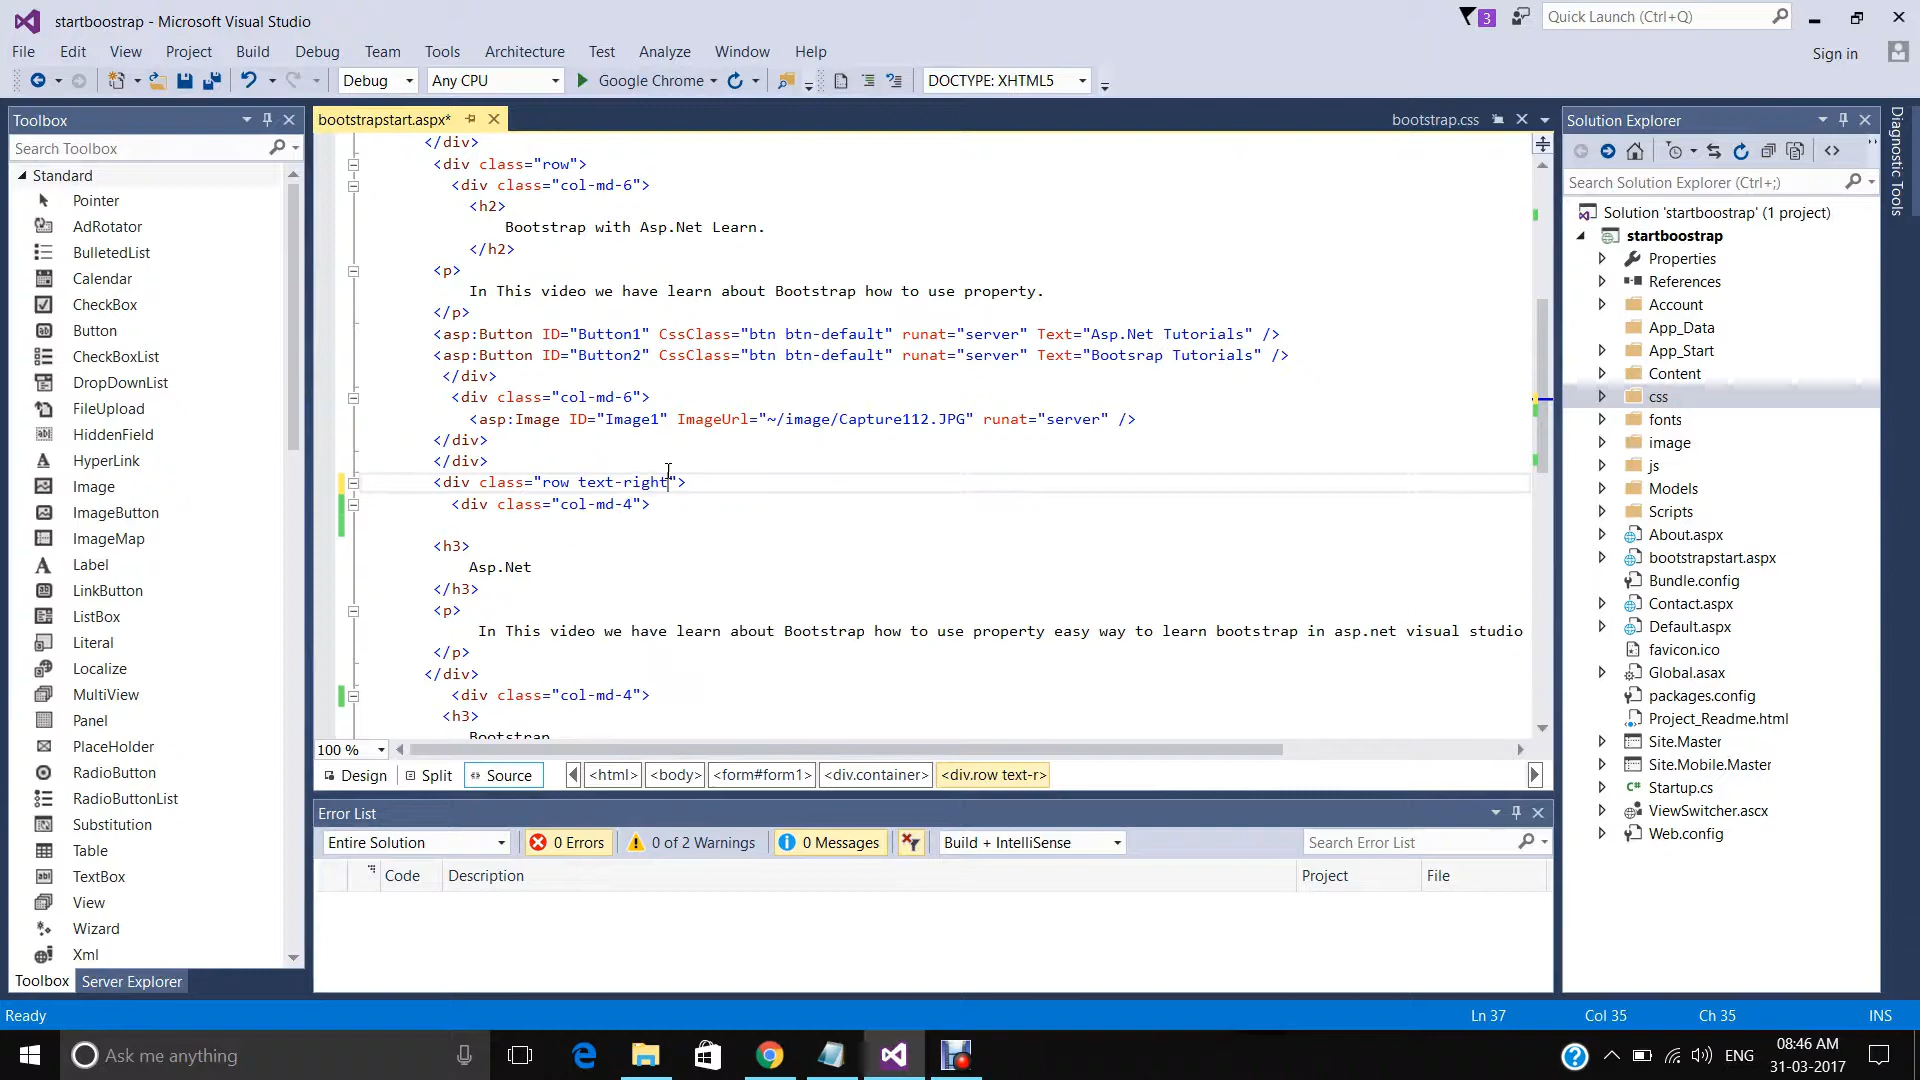 startboostrap - Microsoft Visual Studio
3
Quick Launch (Ctrl+Q)
File Edit View Project Build Debug Team Tools Architecture Test Analyze Window Help
Sign in
Debug Any CPU Google Chrome DOCTYPE: XHTML5
Toolbox
Search Toolbox
Standard
Pointer
AdRotator
BulletedList
Calendar
CheckBox
Button
CheckBoxList
DropDownList
FileUpload
HiddenField
HyperLink
Image
ImageButton
ImageMap
Label
LinkButton
ListBox
Literal
Localize
MultiView
Panel
PlaceHolder
RadioButton
RadioButtonList
Substitution
Table
TextBox
View
Wizard
Xml
Toolbox Server Explorer
bootstrapstart.aspx* bootstrap.css
</div>
<div class="row">
<div class="col-md-6">
<h2>
Bootstrap with Asp.Net Learn.
</h2>
<p>
In This video we have learn about Bootstrap how to use property.
</p>
<asp:Button ID="Button1" CssClass="btn btn-default" runat="server" Text="Asp.Net Tutorials" />
<asp:Button ID="Button2" CssClass="btn btn-default" runat="server" Text="Bootsrap Tutorials" />
</div>
<div class="col-md-6">
<asp:Image ID="Image1" ImageUrl="~/image/Capture112.JPG" runat="server" />
</div>
</div>
<div class="row text-right">
<div class="col-md-4">
<h3>
Asp.Net
</h3>
<p>
In This video we have learn about Bootstrap how to use property easy way to learn bootstrap in asp.net visual studio
</p>
</div>
<div class="col-md-4">
<h3>
Bootstrap
100 %
Design Split Source <html> <body> <form#form1> <div.container> <div.row text-r>
Error List
Entire Solution 0 Errors 0 of 2 Warnings 0 Messages Build + IntelliSense Search Error List
Code Description Project File
Solution Explorer
Search Solution Explorer (Ctrl+;)
Solution 'startboostrap' (1 project)
startboostrap
Properties
References
Account
App_Data
App_Start
Content
css
fonts
image
js
Models
Scripts
About.aspx
bootstrapstart.aspx
Bundle.config
Contact.aspx
Default.aspx
favicon.ico
Global.asax
packages.config
Project_Readme.html
Site.Master
Site.Mobile.Master
Startup.cs
ViewSwitcher.ascx
Web.config
Diagnostic Tools
Ready Ln 37 Col 35 Ch 35 INS
Ask me anything
ENG
08:46 AM
31-03-2017